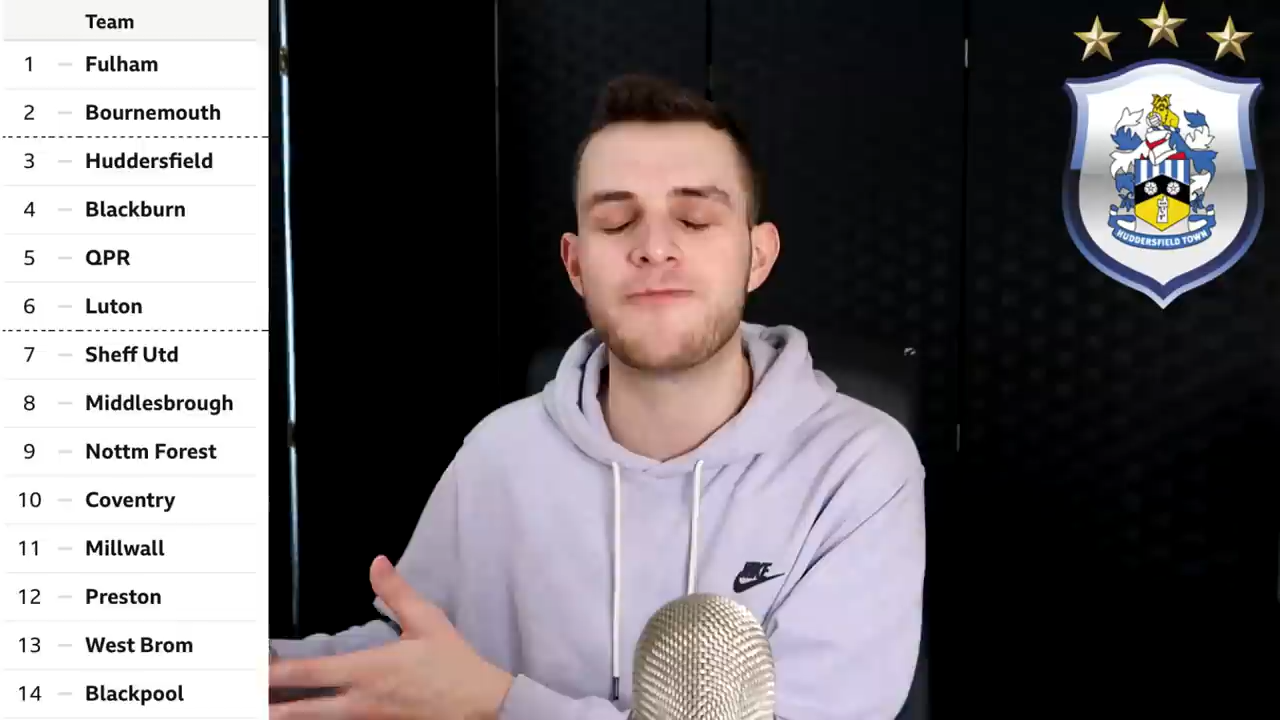 Team
1 Fulham
2 Bournemouth
3 Huddersfield
4 Blackburn
5 QPR
6 Luton
7 Sheff Utd
8 Middlesbrough
9 Nottm Forest
10 Coventry
11 Millwall
12 Preston
13 West Brom
14 Blackpool
HUDDERSFIELD TOWN
NIKE